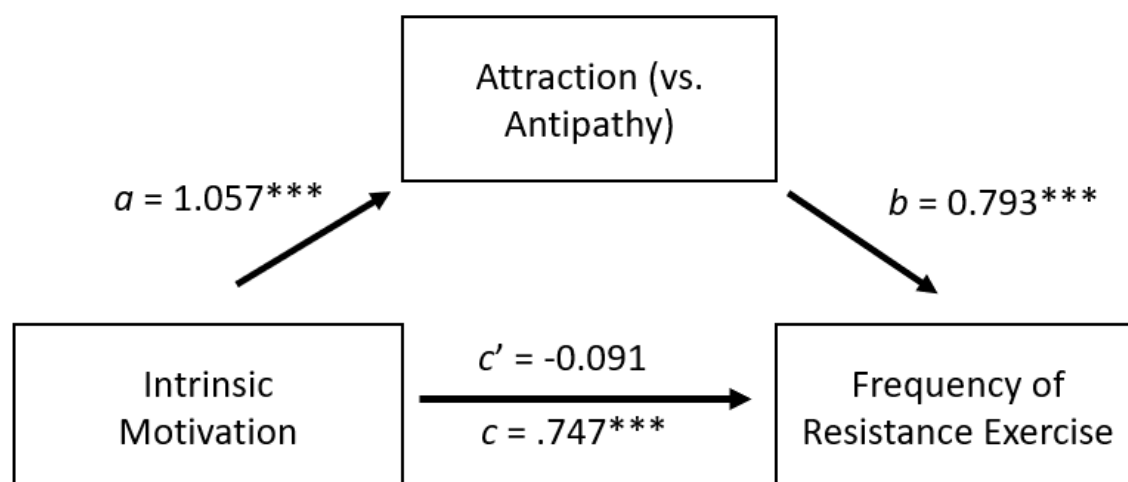 Attraction (vs.
Antipathy)
a = 1.057***
b = 0.793***
Intrinsic
Motivation
c’ = -0.091
c = .747***
Frequency of
Resistance Exercise